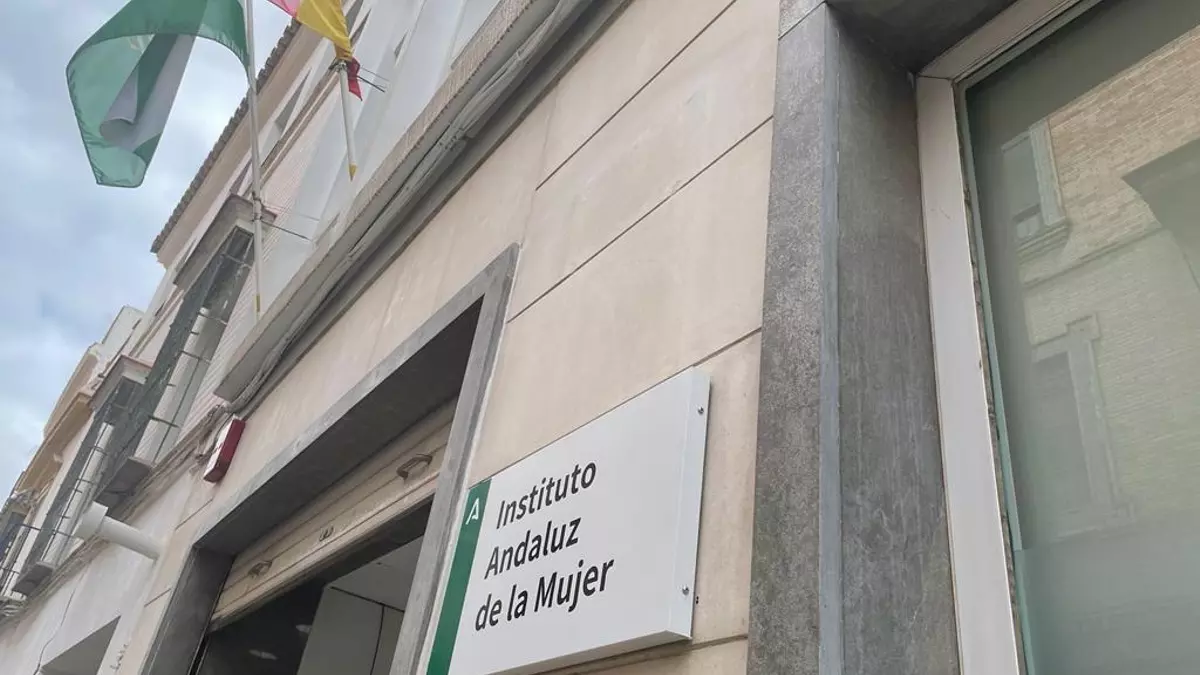 Instituto
Andaluz
de la Mujer